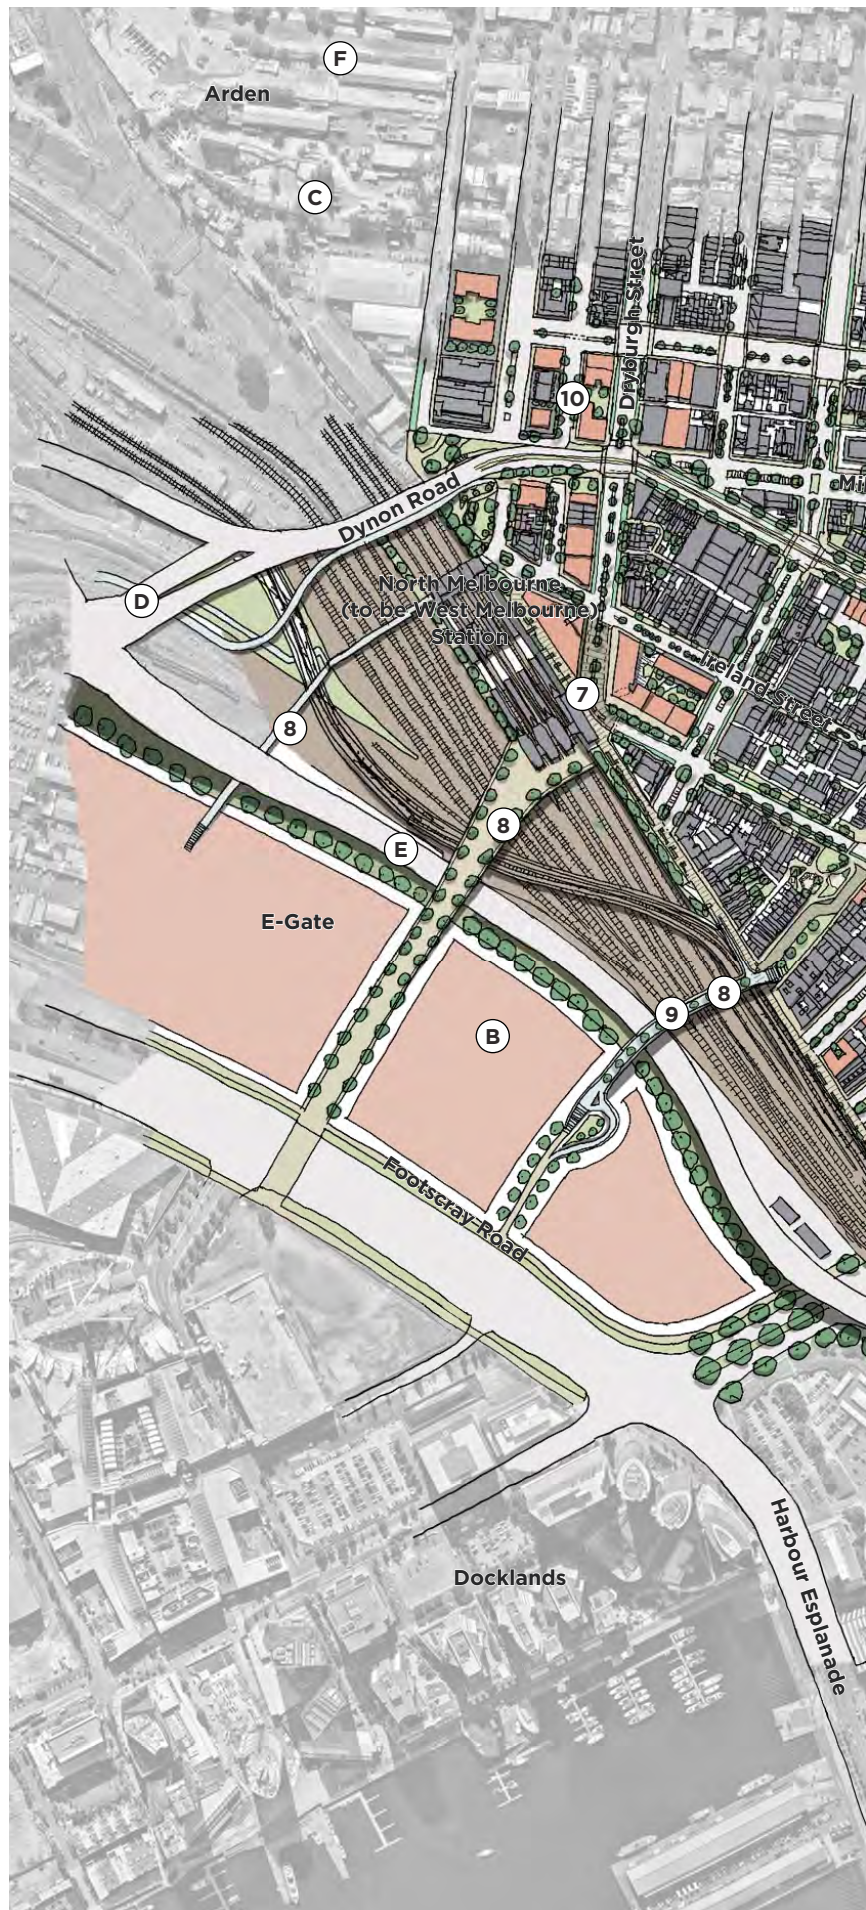 F
Arden
C
Dryburgh Street
10
Dynon Road
North Melbourne
(to be West Melbourne)
Station
D
Ireland Street
7
8
8
E
E-Gate
8
9
B
Footscray Road
Harbour Esplanade
Docklands